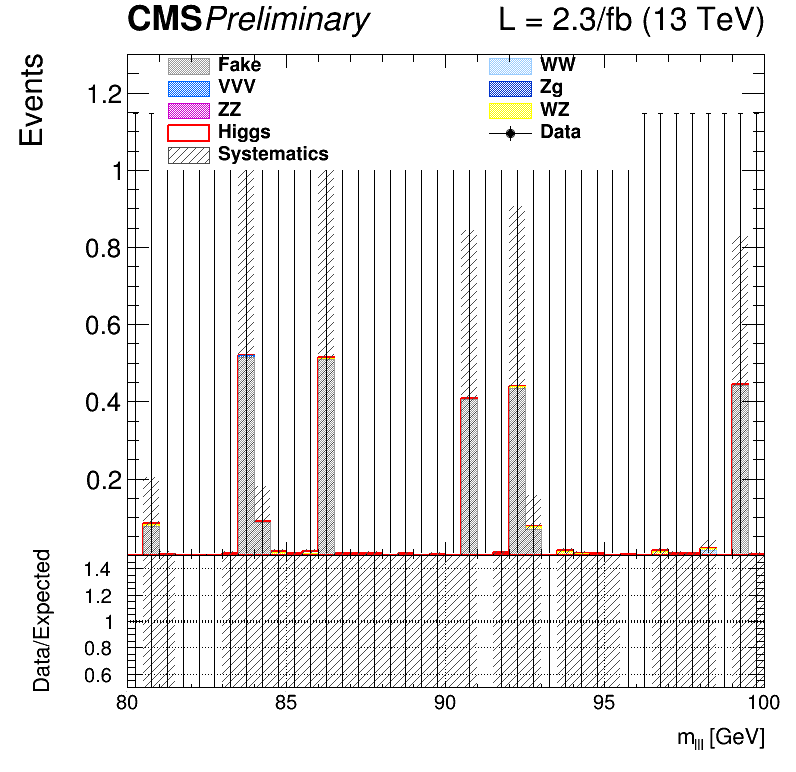 CMS Preliminary L = 2.3/fb (13 TeV)
Events
Fake WW
VVV Zg
ZZ WZ
Higgs Data
Systematics
1.2
1
0.8
0.6
0.4
0.2
Data/Expected
1.4
1.2
1
0.8
0.6
80 85 90 95 100
m_lll [GeV]